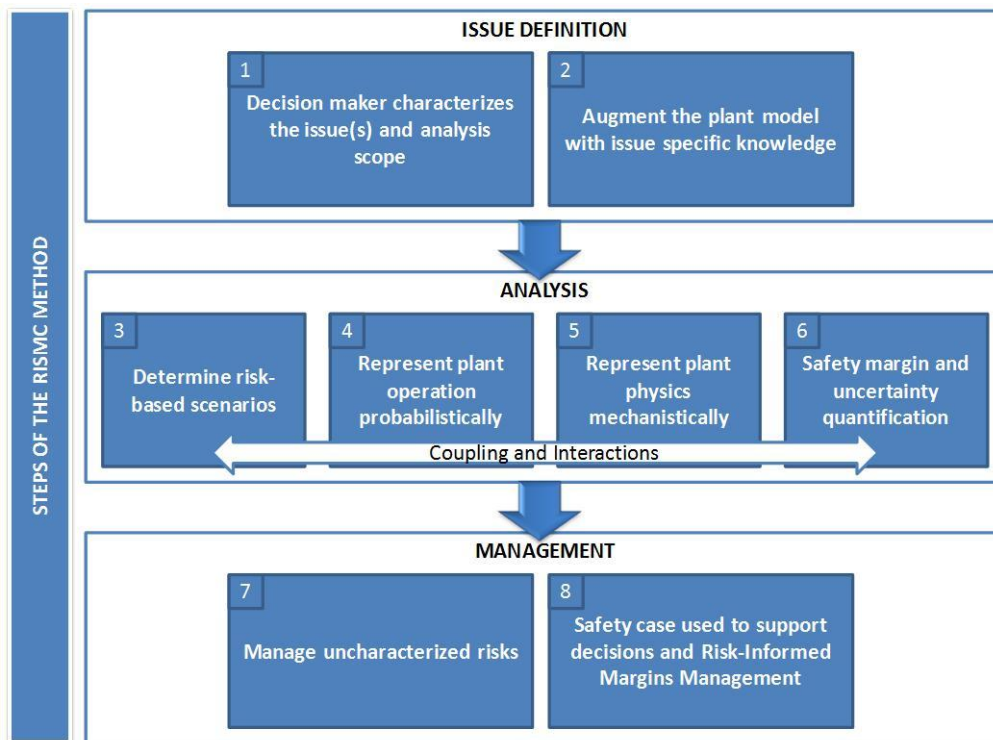 STEPS OF THE RISMC METHOD
ISSUE DEFINITION
1
Decision maker characterizes
the issue(s) and analysis
scope
2
Augment the plant model
with issue specific knowledge
ANALYSIS
3
Determine risk-
based scenarios
4
Represent plant
operation
probabilistically
5
Represent plant
physics
mechanistically
6
Safety margin and
uncertainty
quantification
Coupling and Interactions
MANAGEMENT
7
Manage uncharacterized risks
8
Safety case used to support
decisions and Risk-Informed
Margins Management